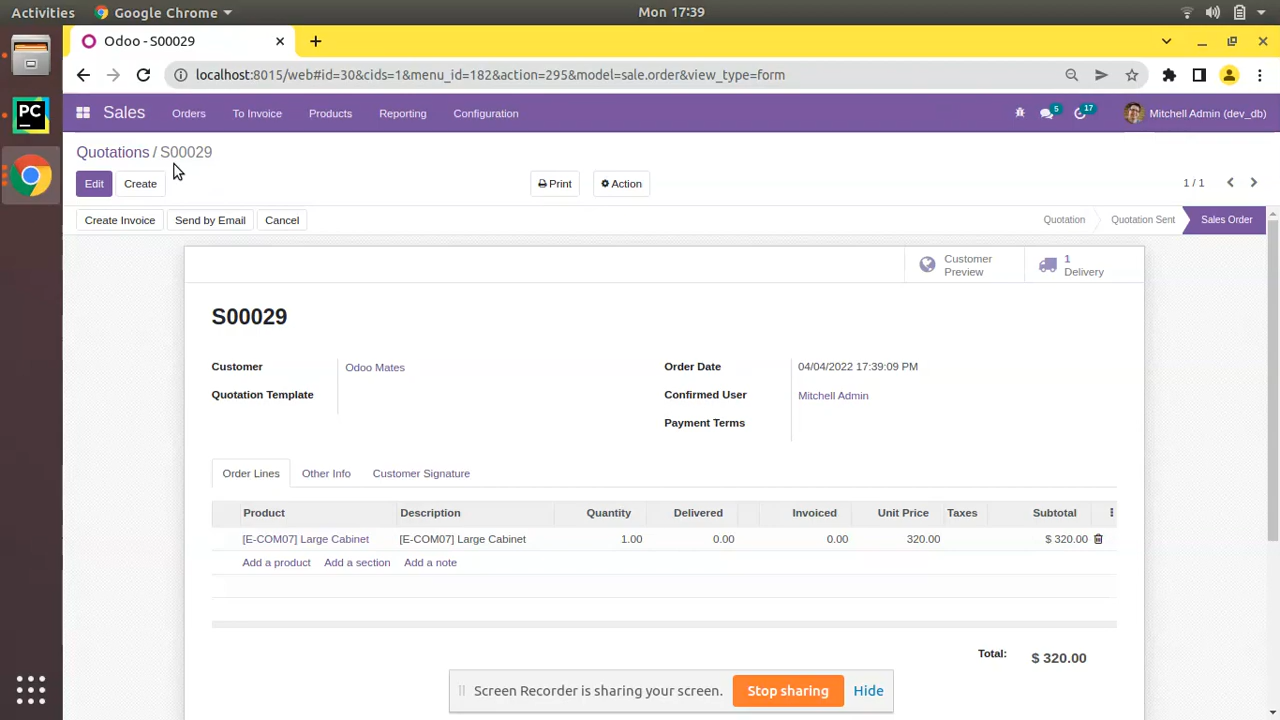 Activities Google Chrome Mon 17:39
Odoo - S00029
localhost:8015/web#id=30&cids=1&menu_id=182&action=295&model=sale.order&view_type=form
Sales Orders To Invoice Products Reporting Configuration 5 17 Mitchell Admin (dev_db)
Quotations / S00029
Edit Create Print Action 1 / 1
Create Invoice Send by Email Cancel Quotation Quotation Sent Sales Order
Customer Preview 1 Delivery
S00029
Customer Odoo Mates Order Date 04/04/2022 17:39:09 PM
Quotation Template Confirmed User Mitchell Admin
Payment Terms
Order Lines Other Info Customer Signature
Product Description Quantity Delivered Invoiced Unit Price Taxes Subtotal
[E-COM07] Large Cabinet [E-COM07] Large Cabinet 1.00 0.00 0.00 320.00 $ 320.00
Add a product Add a section Add a note
Total: $ 320.00
Screen Recorder is sharing your screen. Stop sharing Hide
PC